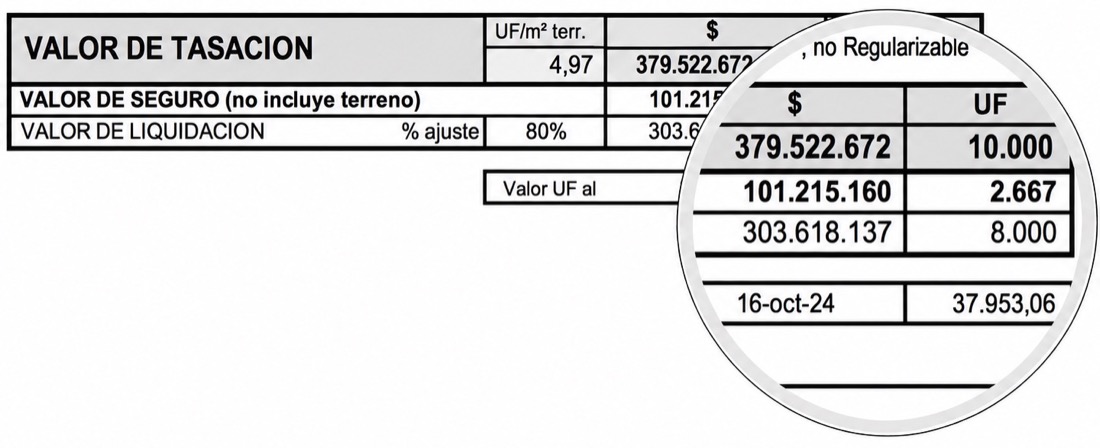 , no Regularizable
VALOR DE TASACION UF/m² terr. $ $ UF
4,97 379.522.672 379.522.672 10.000
VALOR DE SEGURO (no incluye terreno) 101.215 101.215.160 2.667
VALOR DE LIQUIDACION % ajuste 80% 303.6 303.618.137 8.000
Valor UF al 16-oct-24 37.953,06